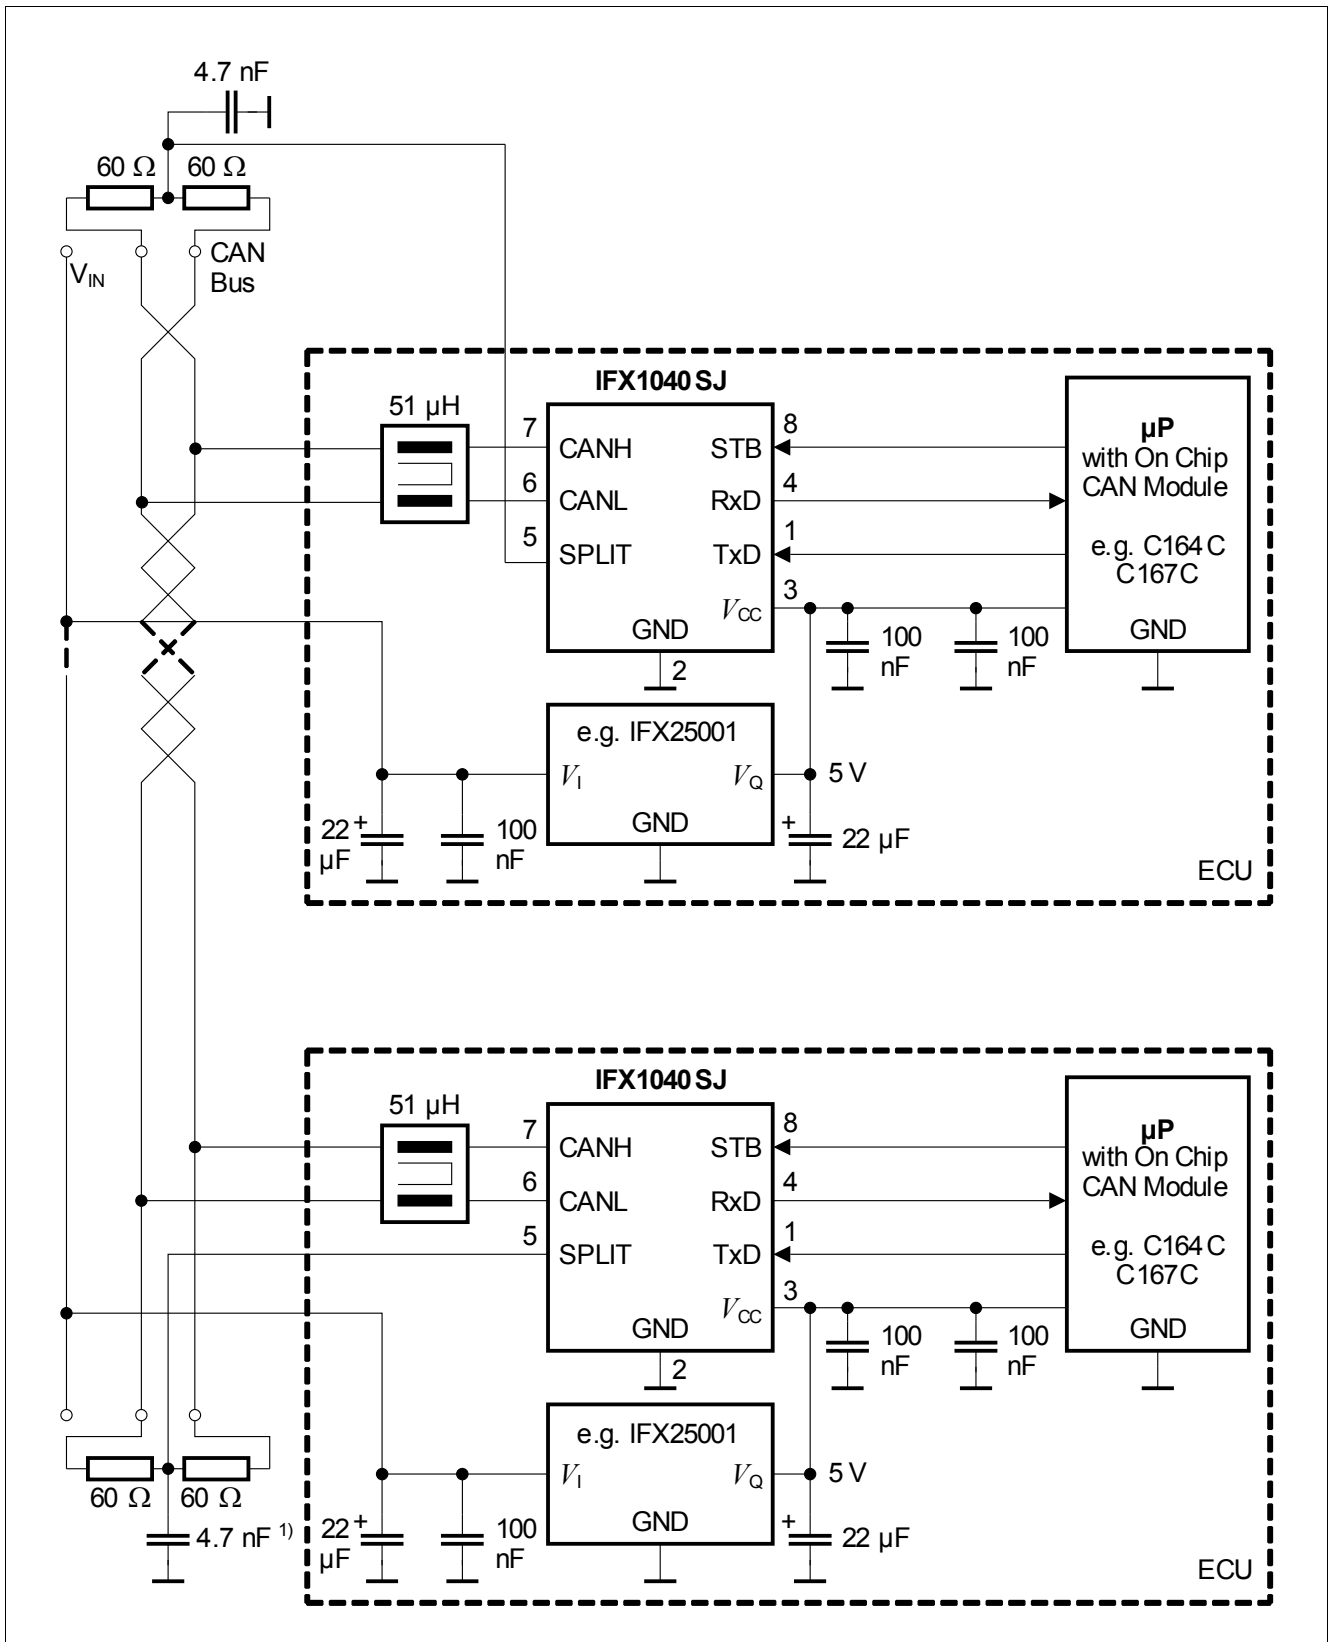 4.7 nF
60 Ω 60 Ω
V_IN
CAN
Bus
IFX1040 SJ
51 µH
7
CANH
6
CANL
5
SPLIT
GND
2
STB
8
RxD
4
TxD
1
V_CC
3
µP
with On Chip
CAN Module
e.g. C164C
C167C
GND
100
nF
100
nF
e.g. IFX25001
V_I
V_Q
GND
5 V
22 +
µF
100
nF
+
22 µF
ECU
IFX1040 SJ
51 µH
7
CANH
6
CANL
5
SPLIT
GND
2
STB
8
RxD
4
TxD
1
V_CC
3
µP
with On Chip
CAN Module
e.g. C164C
C167C
GND
100
nF
100
nF
e.g. IFX25001
V_I
V_Q
GND
5 V
60 Ω 60 Ω
4.7 nF 1)
22 +
µF
100
nF
+
22 µF
ECU